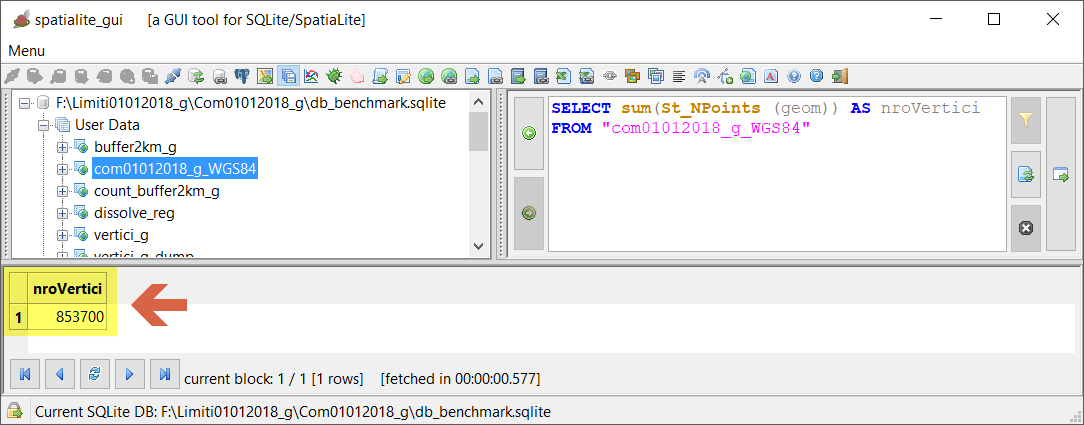 spatialite_gui [a GUI tool for SQLite/SpatiaLite]
Menu
F:\Limiti01012018_g\Com01012018_g\db_benchmark.sqlite
User Data
buffer2km_g
com01012018_g_WGS84
count_buffer2km_g
dissolve_reg
vertici_g
vertici_g_dump
SELECT sum(St_NPoints (geom)) AS nroVertici
FROM "com01012018_g_WGS84"
nroVertici
1 853700
current block: 1 / 1 [1 rows] [fetched in 00:00:00.577]
Current SQLite DB: F:\Limiti01012018_g\Com01012018_g\db_benchmark.sqlite